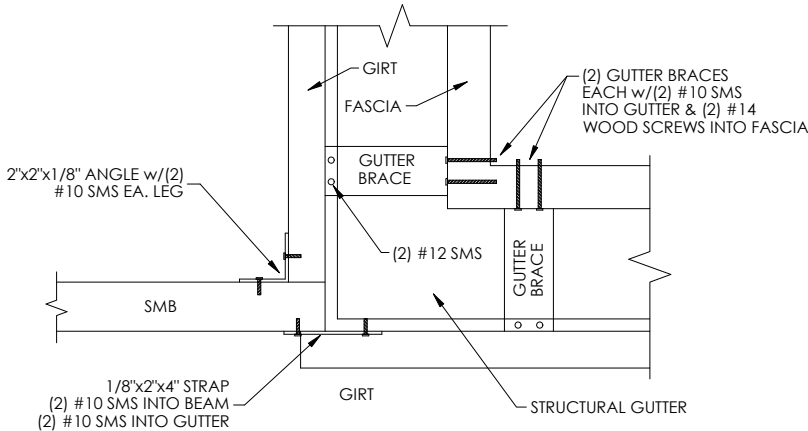 GIRT
FASCIA
(2) GUTTER BRACES
EACH w/(2) #10 SMS
INTO GUTTER & (2) #14
WOOD SCREWS INTO FASCIA
GUTTER
BRACE
2"x2"x1/8" ANGLE w/(2)
#10 SMS EA. LEG
(2) #12 SMS
GUTTER
BRACE
SMB
1/8"x2"x4" STRAP
(2) #10 SMS INTO BEAM
(2) #10 SMS INTO GUTTER
GIRT
STRUCTURAL GUTTER